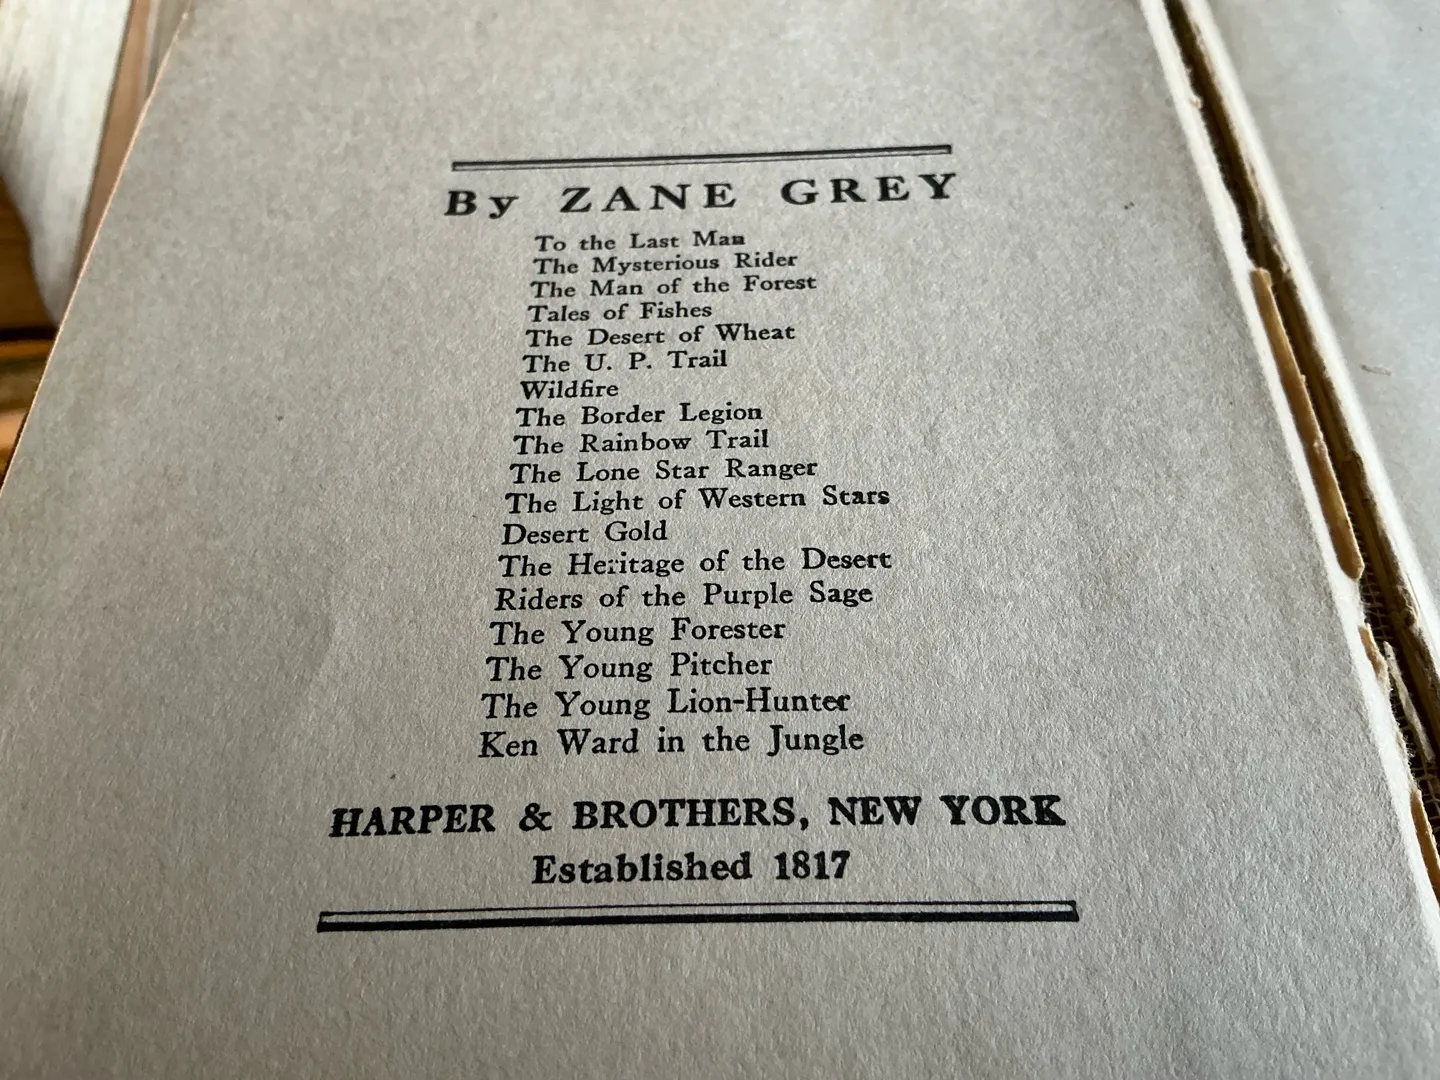 By ZANE GREY
To the Last Man
The Mysterious Rider
The Man of the Forest
Tales of Fishes
The Desert of Wheat
The U. P. Trail
Wildfire
The Border Legion
The Rainbow Trail
The Lone Star Ranger
The Light of Western Stars
Desert Gold
The Heritage of the Desert
Riders of the Purple Sage
The Young Forester
The Young Pitcher
The Young Lion-Hunter
Ken Ward in the Jungle
HARPER & BROTHERS, NEW YORK
Established 1817